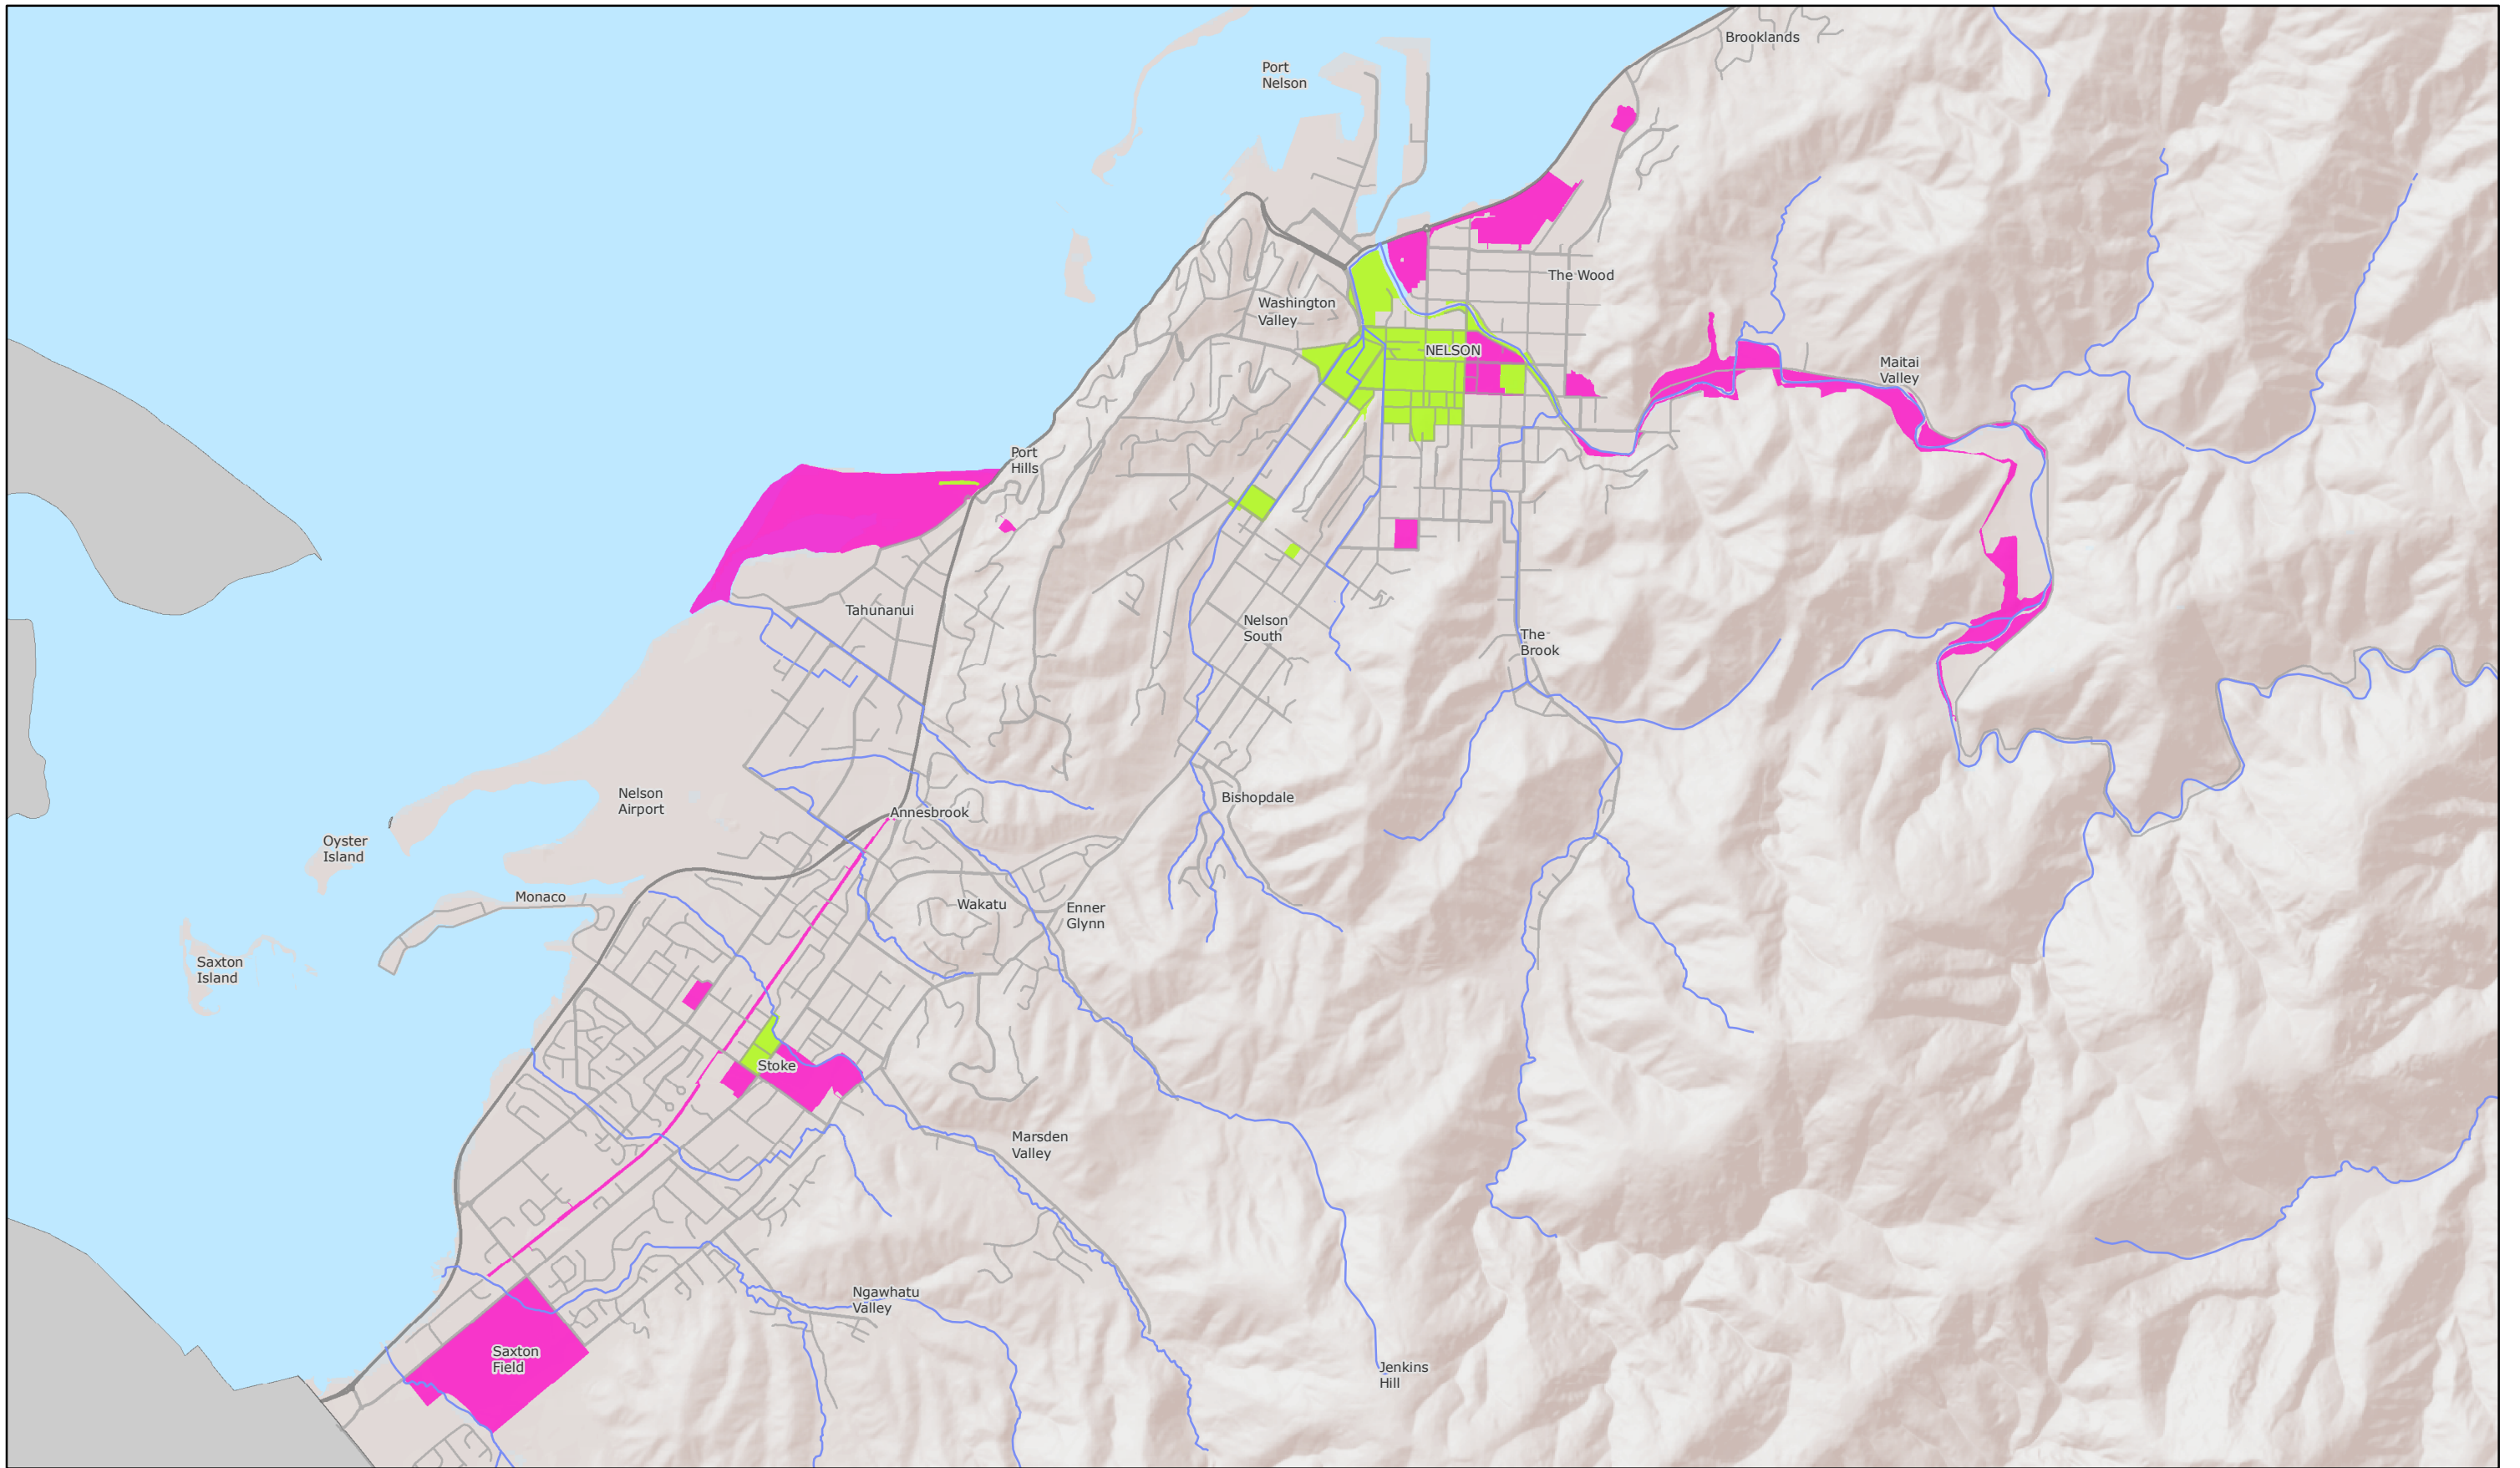 Brooklands
Port
Nelson
The Wood
Washington
Valley
NELSON
Maitai
Valley
Port
Hills
Tahunanui
Nelson
South
The
Brook
Nelson
Airport
Bishopdale
Annesbrook
Oyster
Island
Monaco
Wakatu
Enner
Glynn
Saxton
Island
Stoke
Marsden
Valley
Ngawhatu
Valley
Saxton
Field
Jenkins
Hill